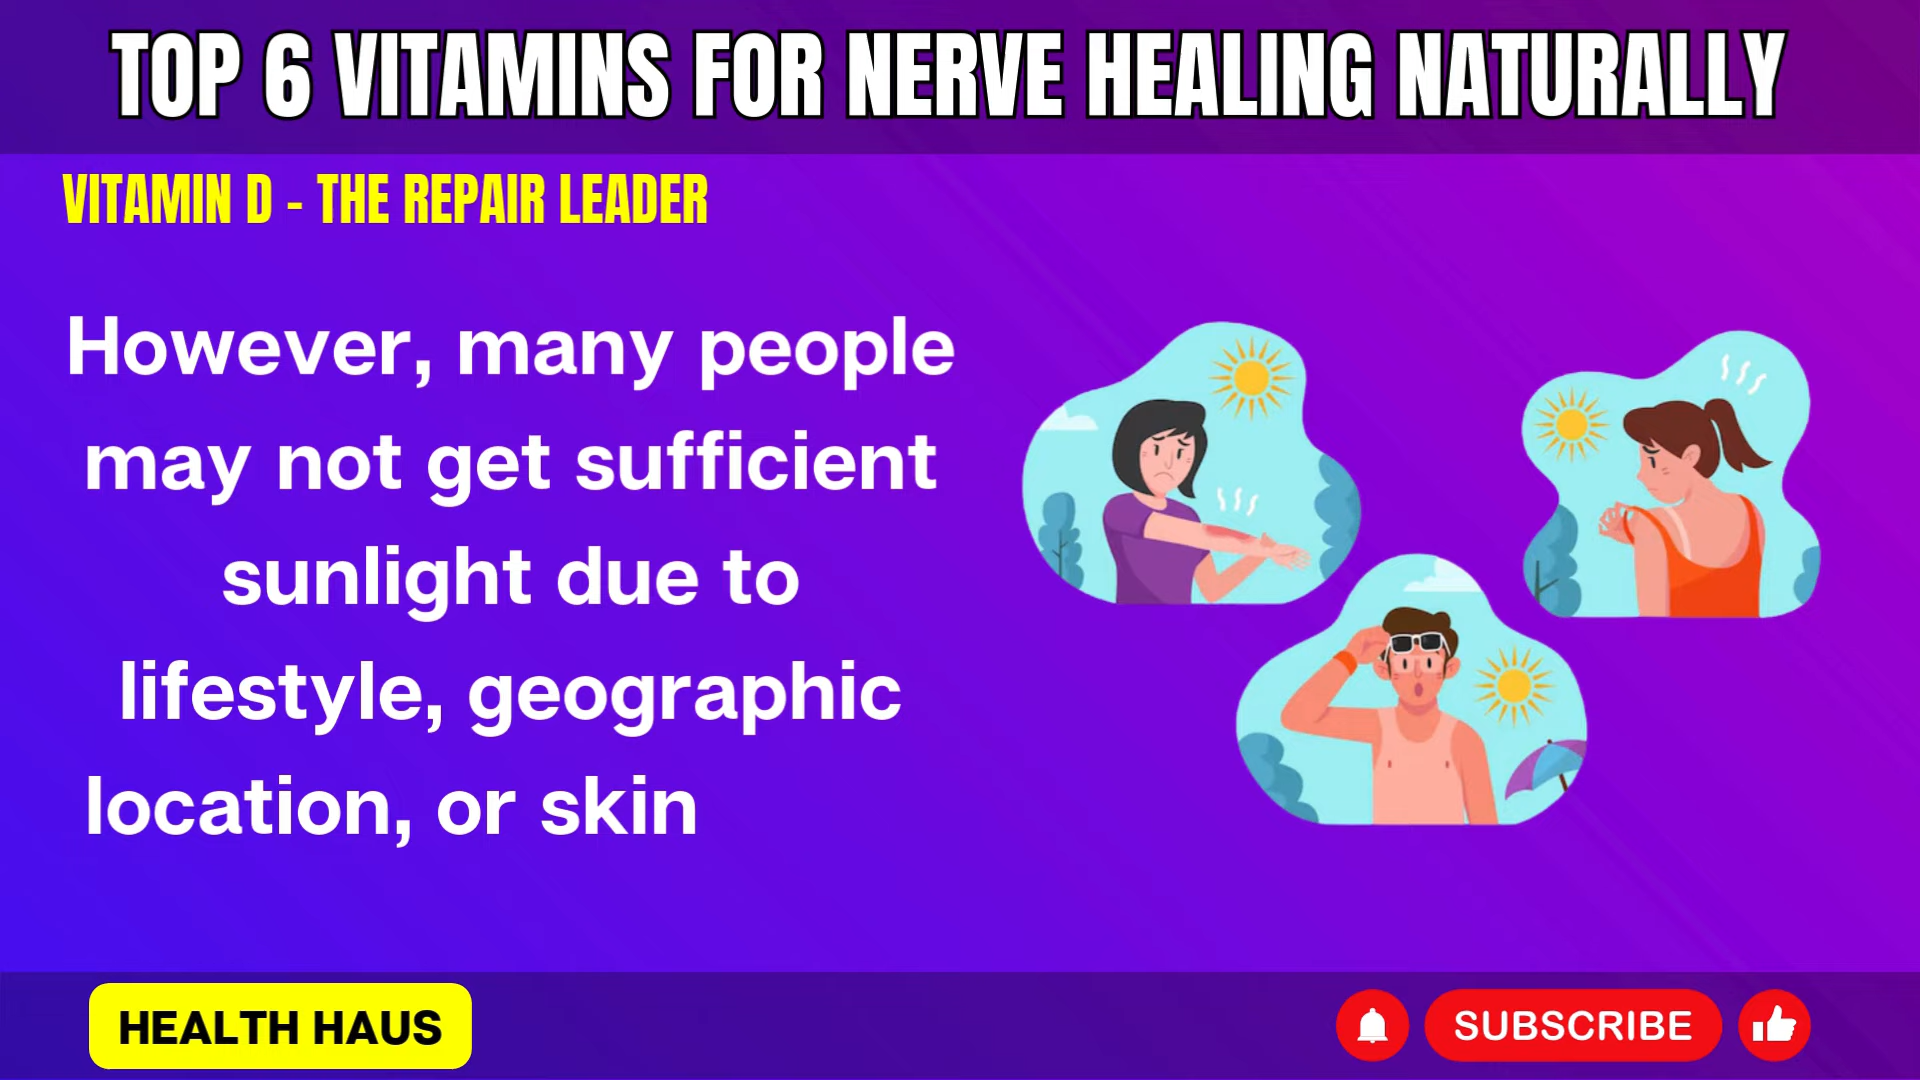 TOP 6 VITAMINS FOR NERVE HEALING NATURALLY
VITAMIN D - THE REPAIR LEADER
However, many people
may not get sufficient
sunlight due to
lifestyle, geographic
location, or skin
HEALTH HAUS
SUBSCRIBE